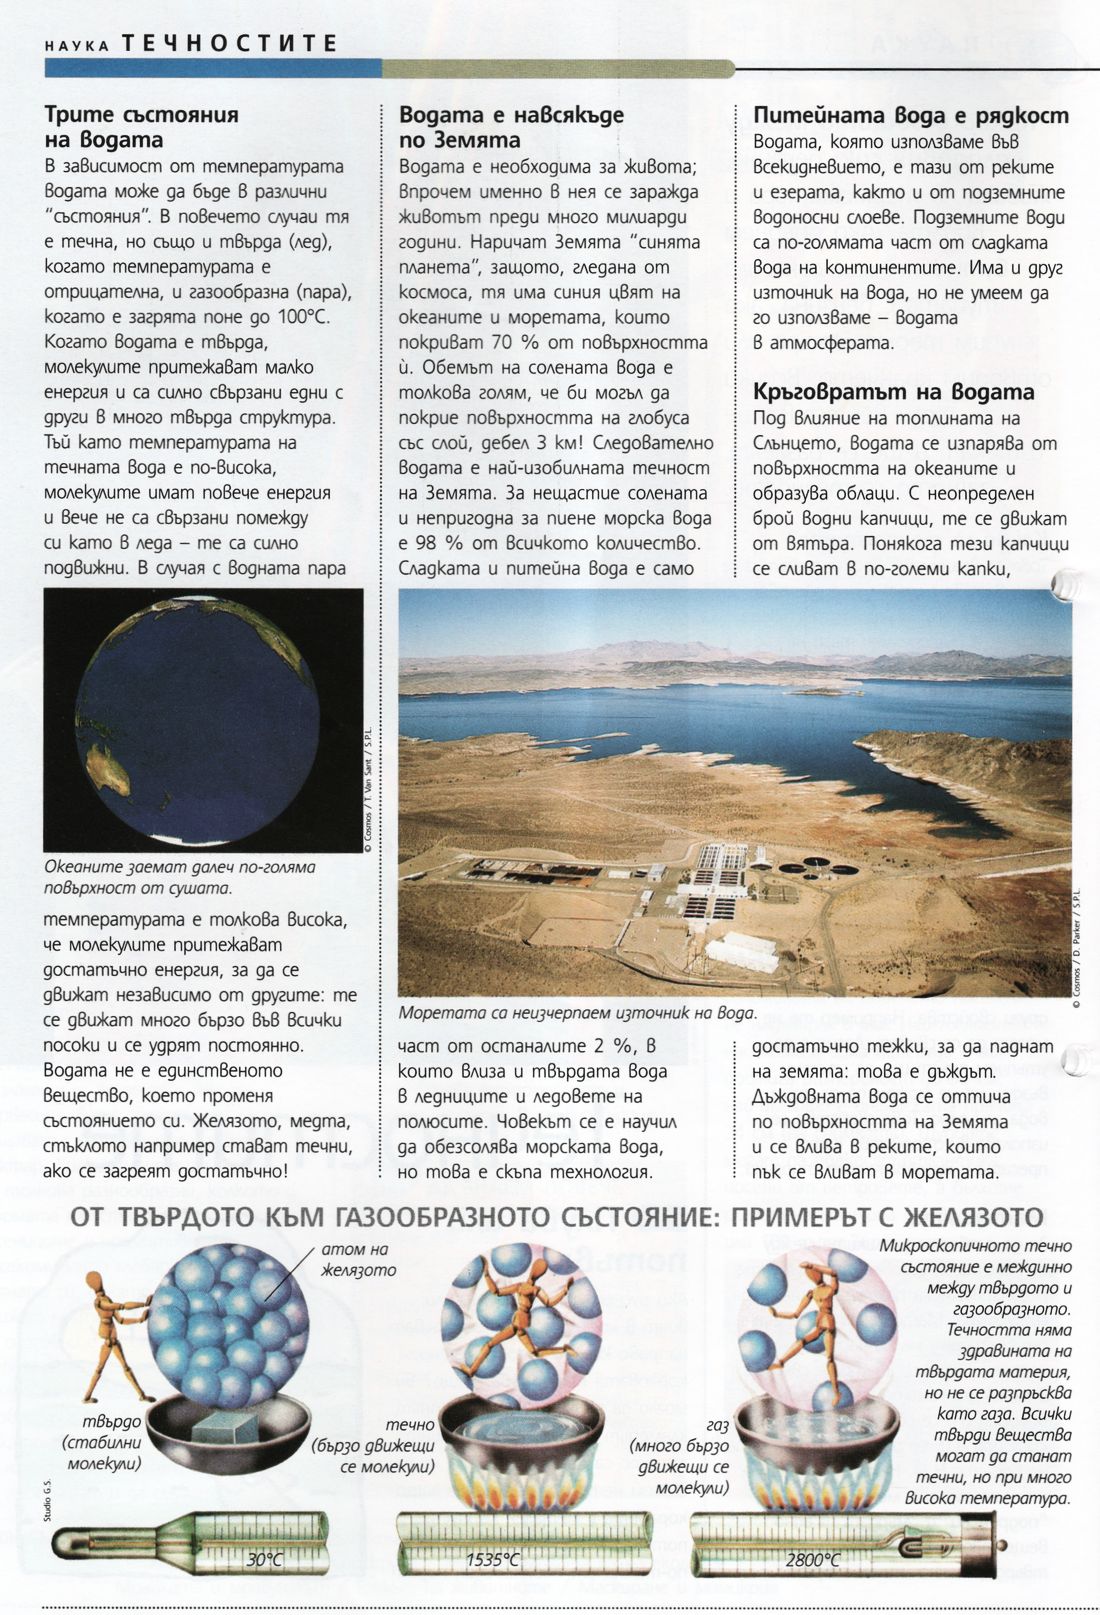 НАУКА ТЕЧНОСТИТЕ
Трите състояния
на водата
В зависимост от температурата
водата може да бъде в различни
“състояния”. В повечето случаи тя
е течна, но също и твърда (лед),
когато температурата е
отрицателна, и газообразна (пара),
когато е загрята поне до 100°C.
Когато водата е твърда,
молекулите притежават малко
енергия и са силно свързани едни с
други в много твърда структура.
Тъй като температурата на
течната вода е по-висока,
молекулите имат повече енергия
и вече не са свързани помежду
си като в леда – те са силно
подвижни. В случая с водната пара
© Cosmos / T. Van Sant / S.P.L.
Океаните заемат далеч по-голяма
повърхност от сушата.
температурата е толкова висока,
че молекулите притежават
достатъчно енергия, за да се
движат независимо от другите: те
се движат много бързо във всички
посоки и се удрят постоянно.
Водата не е единственото
вещество, което променя
състоянието си. Желязото, медта,
стъклото например стават течни,
ако се загреят достатъчно!
Водата е навсякъде
по Земята
Водата е необходима за живота;
впрочем именно в нея се заражда
животът преди много милиарди
години. Наричат Земята “синята
планета”, защото, гледана от
космоса, тя има синия цвят на
океаните и моретата, които
покриват 70 % от повърхността
ѝ. Обемът на солената вода е
толкова голям, че би могъл да
покрие повърхността на глобуса
със слой, дебел 3 км! Следователно
водата е най-изобилната течност
на Земята. За нещастие солената
и непригодна за пиене морска вода
е 98 % от всичкото количество.
Сладката и питейна вода е само
© Cosmos / D. Parker / S.P.L.
Моретата са неизчерпаем източник на вода.
част от останалите 2 %, в
които влиза и твърдата вода
в ледниците и ледовете на
полюсите. Човекът се е научил
да обезсолява морската вода,
но това е скъпа технология.
Питейната вода е рядкост
Водата, която използваме във
всекидневието, е тази от реките
и езерата, както и от подземните
водоносни слоеве. Подземните води
са по-голямата част от сладката
вода на континентите. Има и друг
източник на вода, но не умеем да
го използваме – водата
в атмосферата.
Кръговратът на водата
Под влияние на топлината на
Слънцето, водата се изпарява от
повърхността на океаните и
образува облаци. С неопределен
брой водни капчици, те се движат
от вятъра. Понякога тези капчици
се сливат в по-големи капки,
достатъчно тежки, за да паднат
на земята: това е дъждът.
Дъждовната вода се оттича
по повърхността на Земята
и се влива в реките, които
пък се вливат в моретата.
ОТ ТВЪРДОТО КЪМ ГАЗООБРАЗНОТО СЪСТОЯНИЕ: ПРИМЕРЪТ С ЖЕЛЯЗОТО
атом на
желязото
твърдо
(стабилни
молекули)
течно
(бързо движещи
се молекули)
газ
(много бързо
движещи се
молекули)
Микроскопичното течно
състояние е междинно
между твърдото и
газообразното.
Течността няма
здравината на
твърдата материя,
но не се разпръсква
като газа. Всички
твърди вещества
могат да станат
течни, но при много
висока температура.
Studio G.S.
30°C
1535°C
2800°C